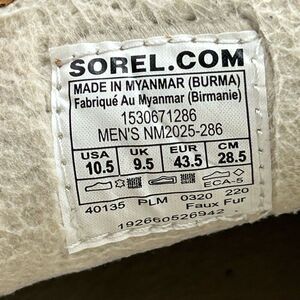 SOREL.COM
MADE IN MYANMAR (BURMA)
Fabriqué Au Myanmar (Birmanie)
1530671286
MEN'S NM2025-286
USA UK EUR CM
10.5 9.5 43.5 28.5
ECA-5
40135 PLM 0320 220
Faux Fur
192660526942